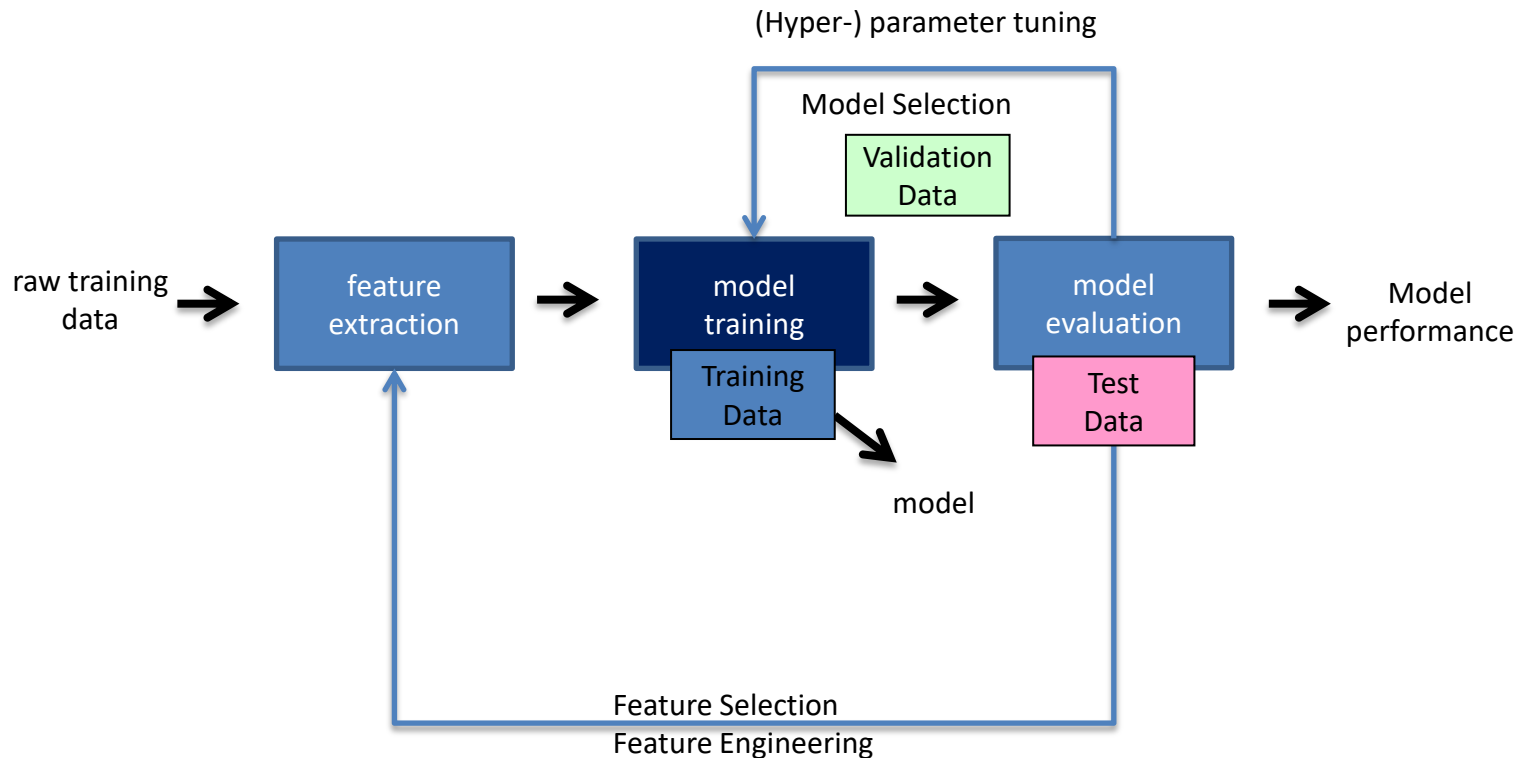 (Hyper-) parameter tuning
Model Selection
Validation
Data
raw training
data
feature
extraction
model
training
Training
Data
model
model
evaluation
Test
Data
Model
performance
Feature Selection
Feature Engineering